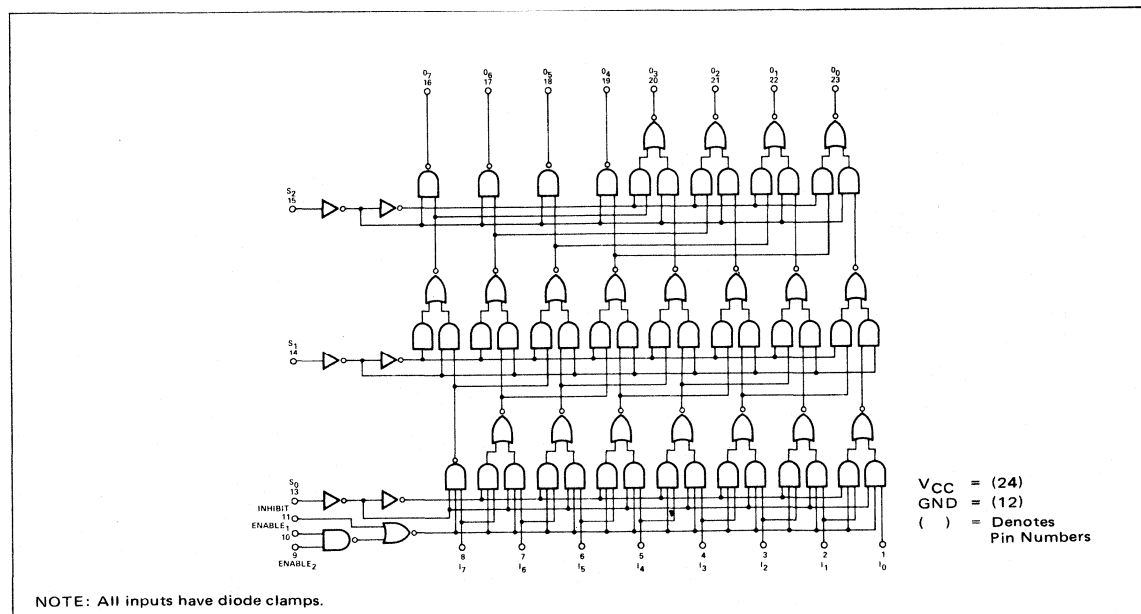 O7 O6 O5 O4 O3 O2 O1 O0
16 17 18 19 20 21 22 23
S2
15
S1
14
S0
13
INHIBIT
11
ENABLE1
10
9
ENABLE2
8 7 6 5 4 3 2 1
I7 I6 I5 I4 I3 I2 I1 I0
VCC = (24)
GND = (12)
( ) = Denotes
Pin Numbers
NOTE: All inputs have diode clamps.